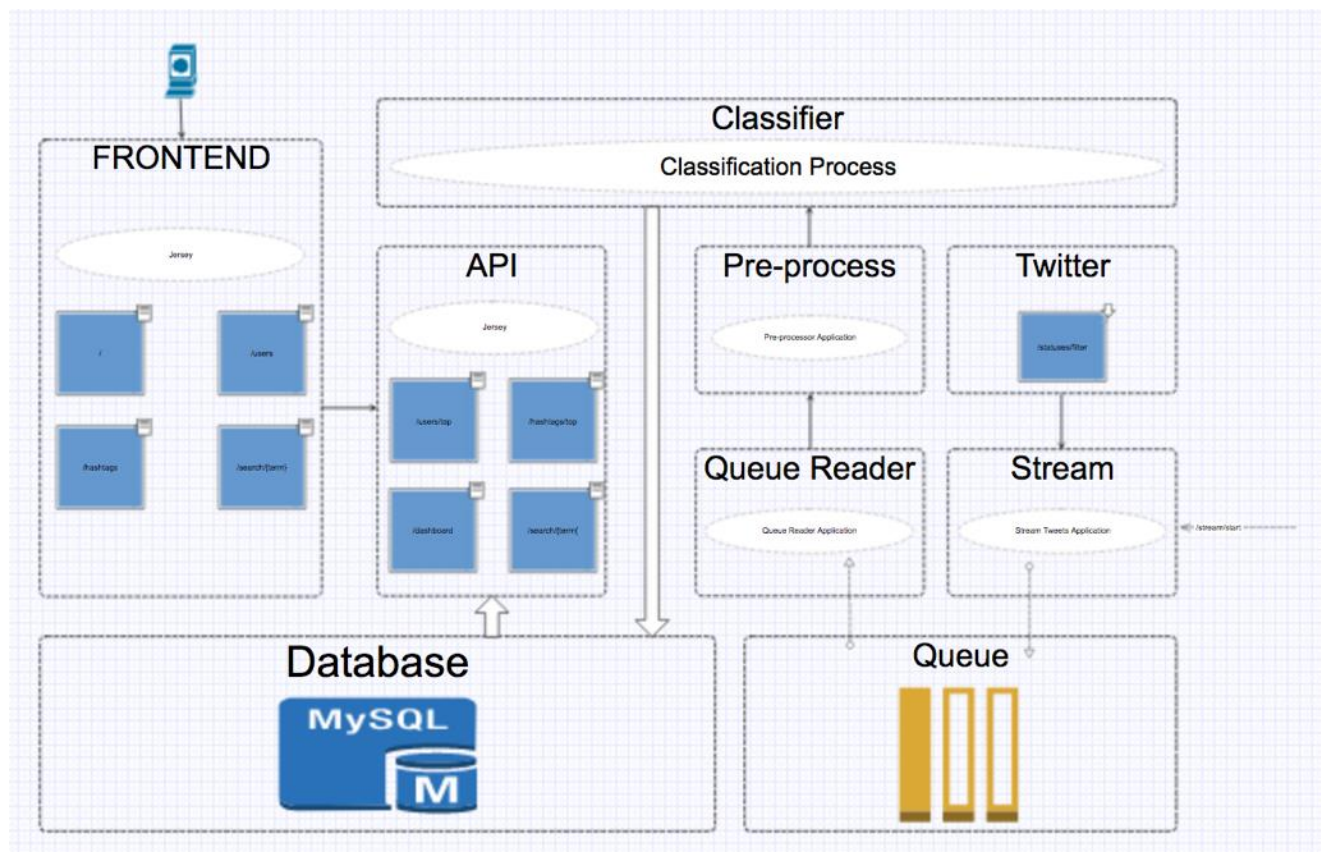 FRONTEND
Jersey
/
/users
/hashtags
/search/{term}
Classifier
Classification Process
API
Jersey
/users/top
/hashtags/top
/dashboard
/search/{term{
Pre-process
Pre-processor Application
Twitter
/statuses/filter
Queue Reader
Queue Reader Application
Stream
Stream Tweets Application
/stream/start
Database
MySQL
M
Queue